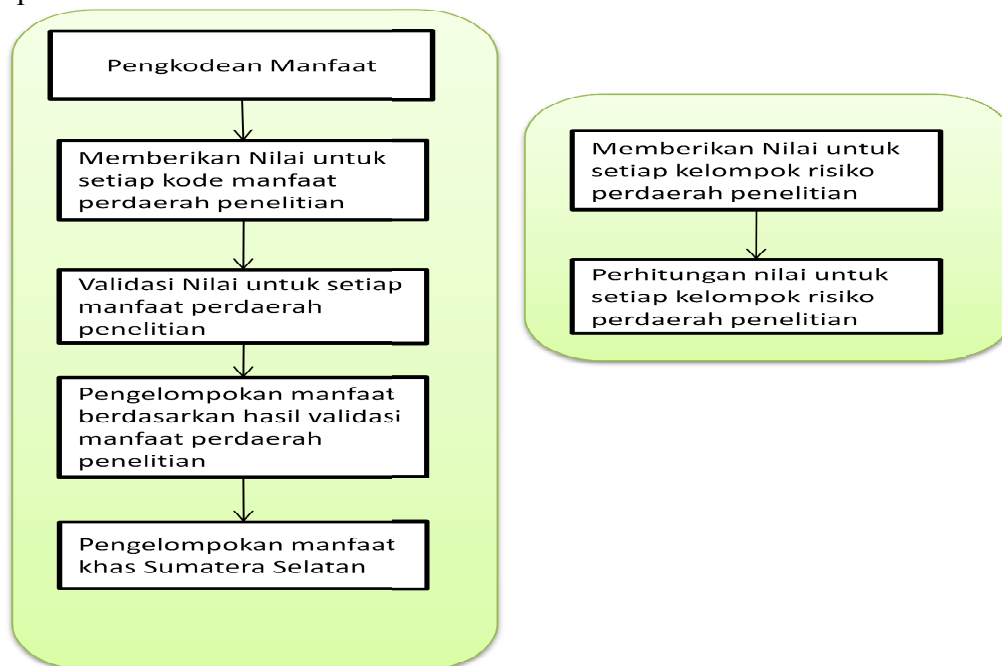 Pengkodean Manfaat
Memberikan Nilai untuk
setiap kode manfaat
perdaerah penelitian
Validasi Nilai untuk setiap
manfaat perdaerah
penelitian
Pengelompokan manfaat
berdasarkan hasil validasi
manfaat perdaerah
penelitian
Pengelompokan manfaat
khas Sumatera Selatan
Memberikan Nilai untuk
setiap kelompok risiko
perdaerah penelitian
Perhitungan nilai untuk
setiap kelompok risiko
perdaerah penelitian